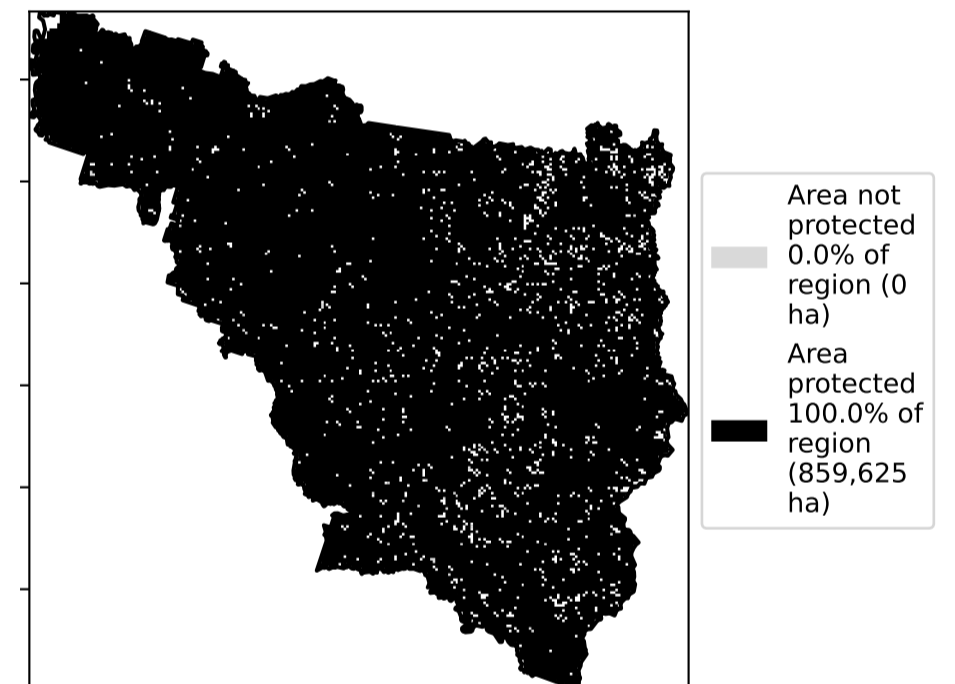 Area not
protected
0.0% of
region (0
ha)
Area
protected
100.0% of
region
(859,625
ha)